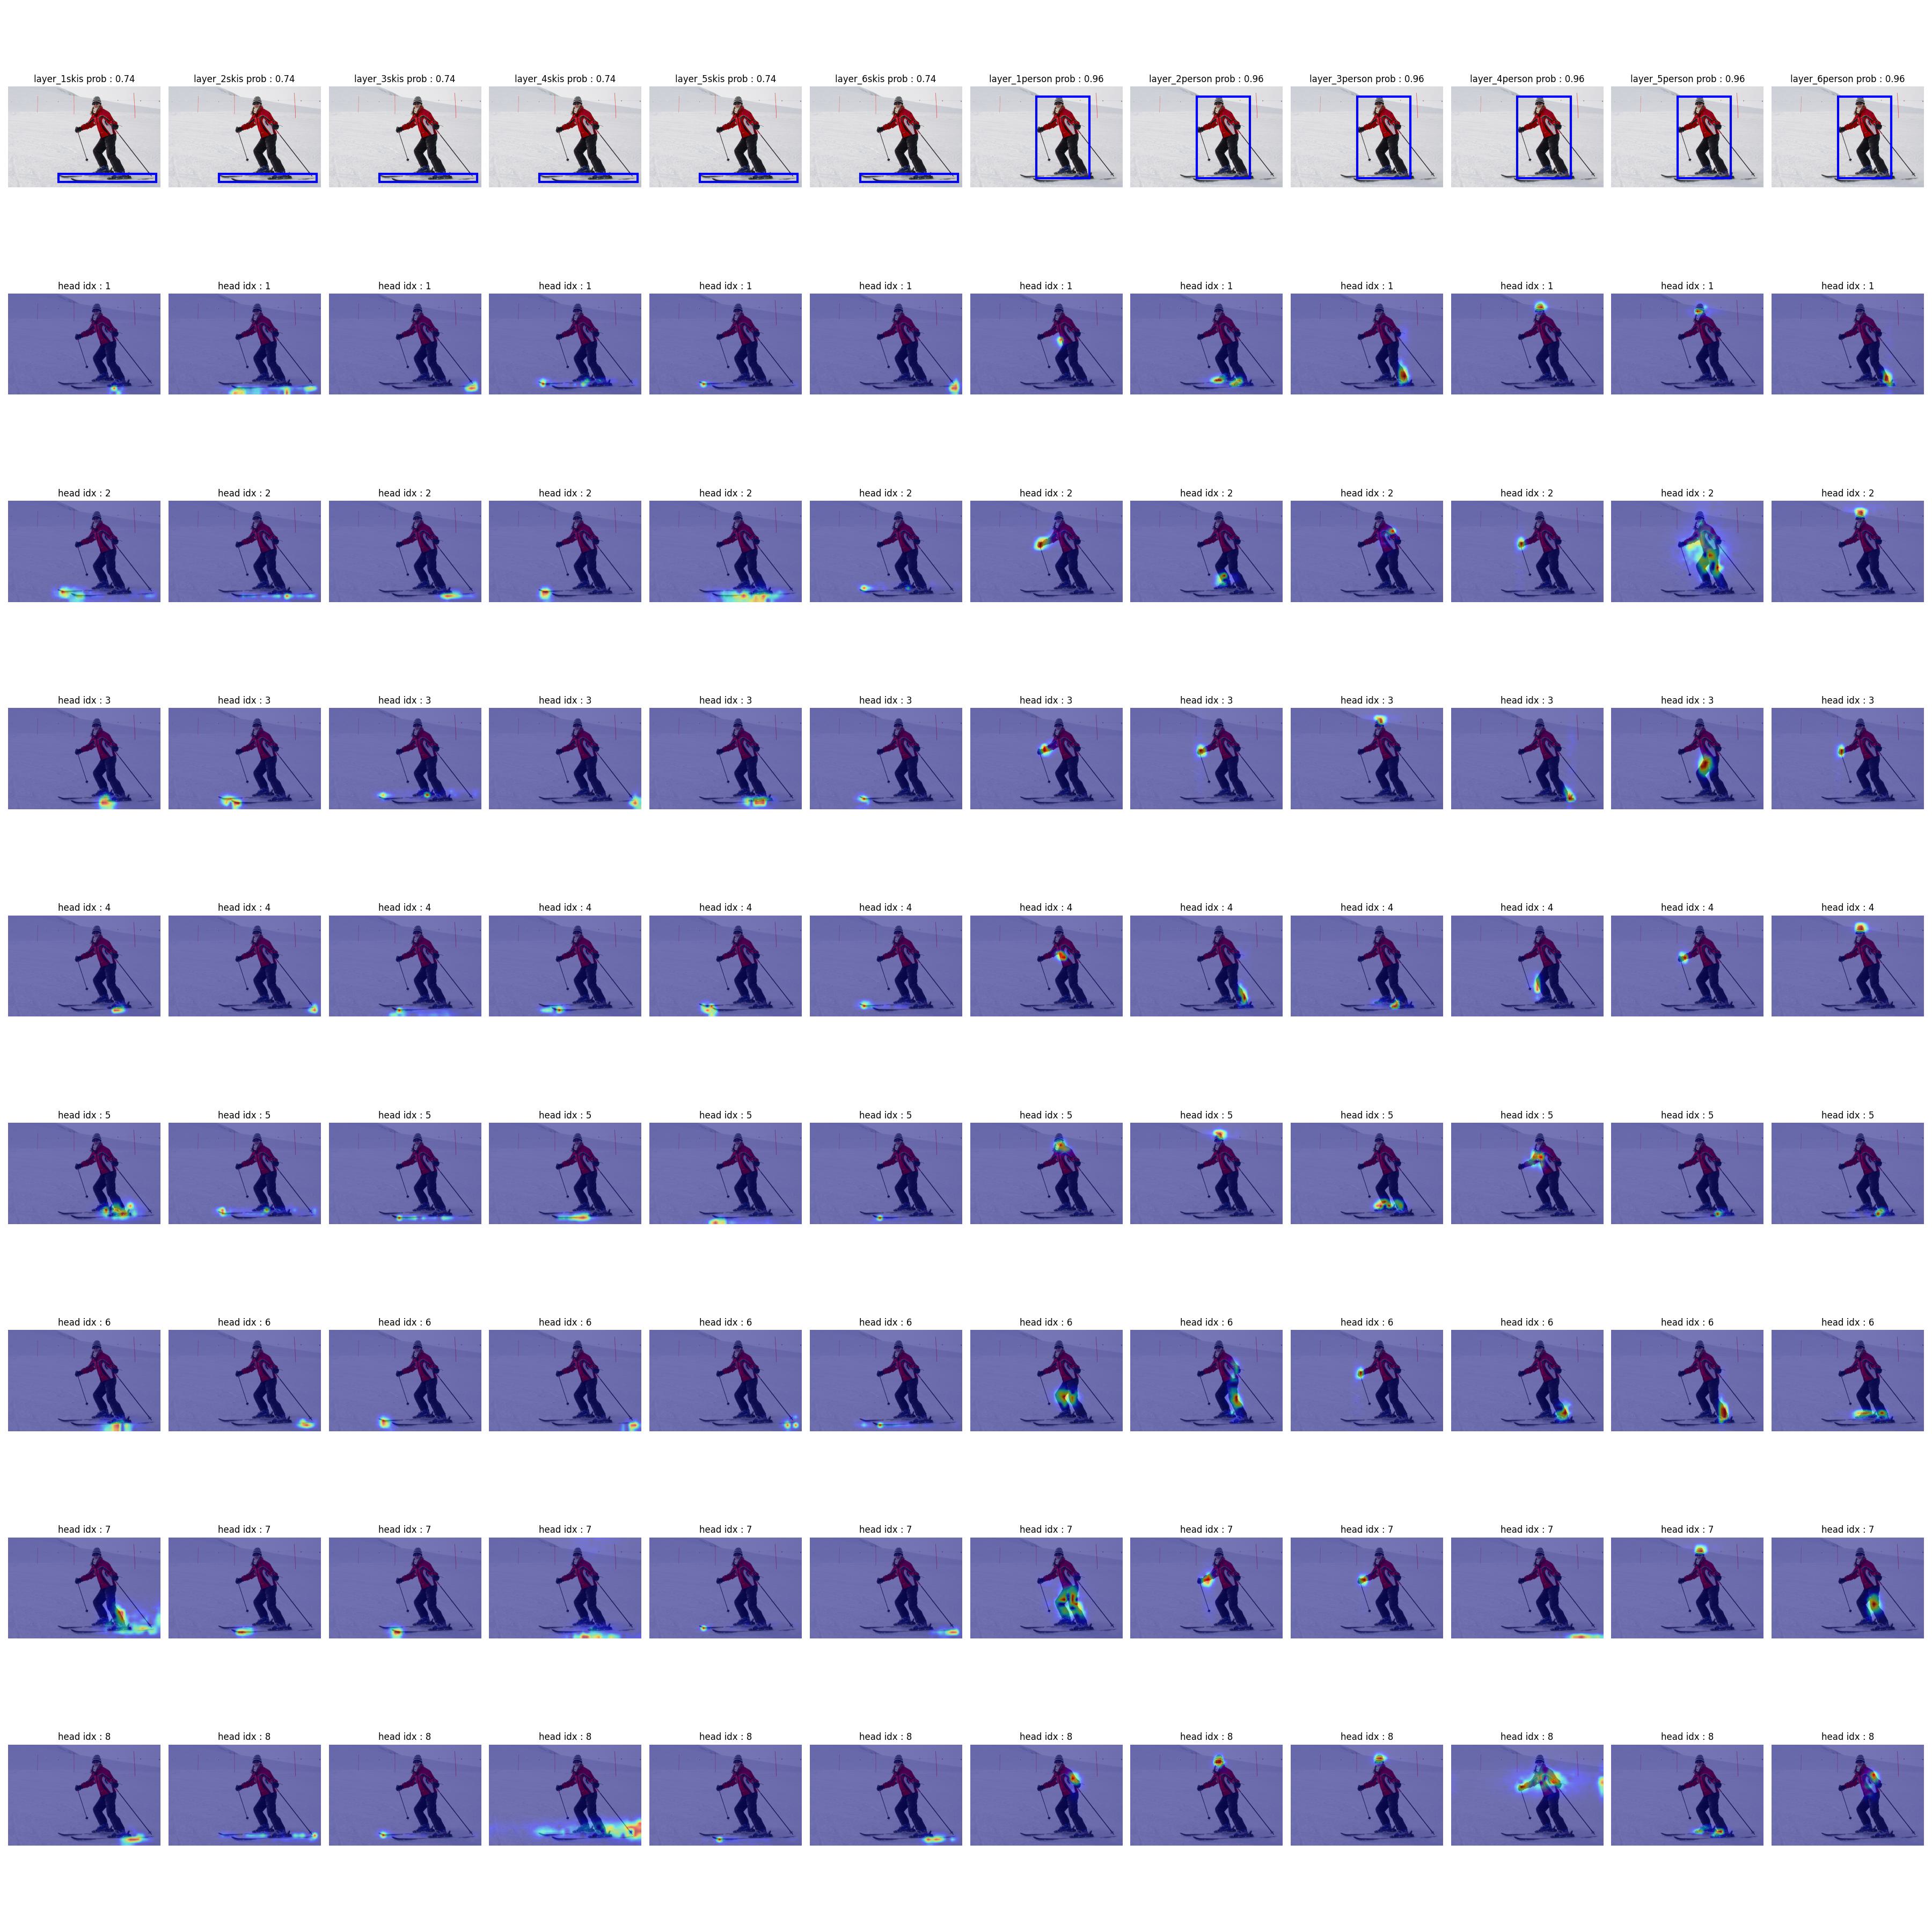 layer_1skis prob : 0.74 layer_2skis prob : 0.74 layer_3skis prob : 0.74 layer_4skis prob : 0.74 layer_5skis prob : 0.74 layer_6skis prob : 0.74 layer_1person prob : 0.96 layer_2person prob : 0.96 layer_3person prob : 0.96 layer_4person prob : 0.96 layer_5person prob : 0.96 layer_6person prob : 0.96
head idx : 1 head idx : 1 head idx : 1 head idx : 1 head idx : 1 head idx : 1 head idx : 1 head idx : 1 head idx : 1 head idx : 1 head idx : 1 head idx : 1
head idx : 2 head idx : 2 head idx : 2 head idx : 2 head idx : 2 head idx : 2 head idx : 2 head idx : 2 head idx : 2 head idx : 2 head idx : 2 head idx : 2
head idx : 3 head idx : 3 head idx : 3 head idx : 3 head idx : 3 head idx : 3 head idx : 3 head idx : 3 head idx : 3 head idx : 3 head idx : 3 head idx : 3
head idx : 4 head idx : 4 head idx : 4 head idx : 4 head idx : 4 head idx : 4 head idx : 4 head idx : 4 head idx : 4 head idx : 4 head idx : 4 head idx : 4
head idx : 5 head idx : 5 head idx : 5 head idx : 5 head idx : 5 head idx : 5 head idx : 5 head idx : 5 head idx : 5 head idx : 5 head idx : 5 head idx : 5
head idx : 6 head idx : 6 head idx : 6 head idx : 6 head idx : 6 head idx : 6 head idx : 6 head idx : 6 head idx : 6 head idx : 6 head idx : 6 head idx : 6
head idx : 7 head idx : 7 head idx : 7 head idx : 7 head idx : 7 head idx : 7 head idx : 7 head idx : 7 head idx : 7 head idx : 7 head idx : 7 head idx : 7
head idx : 8 head idx : 8 head idx : 8 head idx : 8 head idx : 8 head idx : 8 head idx : 8 head idx : 8 head idx : 8 head idx : 8 head idx : 8 head idx : 8